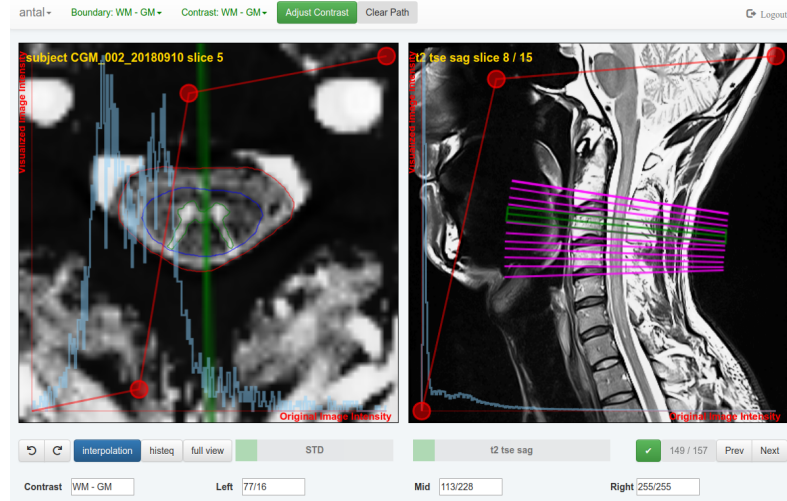 antal Boundary: WM - GM Contrast: WM - GM Adjust Contrast Clear Path Logout
subject CGM_002_20180910 slice 5
t2 tse sag slice 8 / 15
Visualized Image Intensity
Visualized Image Intensity
Original Image Intensity
Original Image Intensity
interpolation histeq full view STD t2 tse sag 149 / 157 Prev Next
Contrast WM - GM Left 77/16 Mid 113/228 Right 255/255